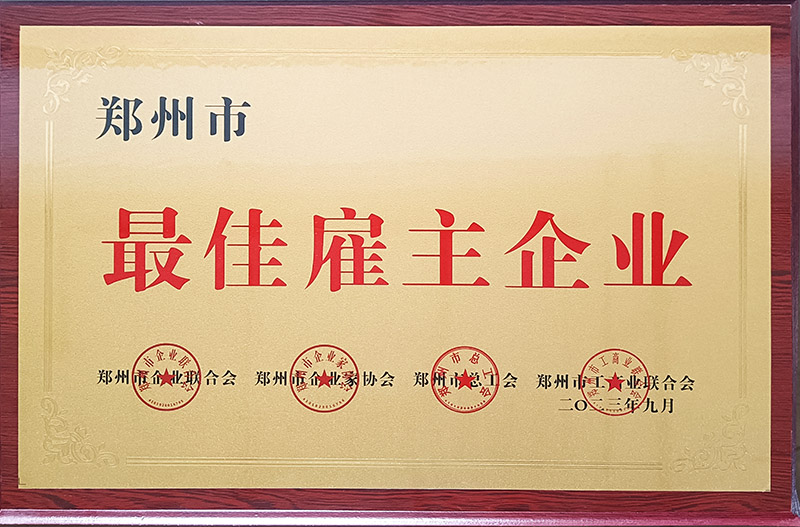 郑州市
最佳雇主企业
郑州市企业联合会 郑州市企业家协会 郑州市总工会 郑州市工商业联合会
二〇二三年九月